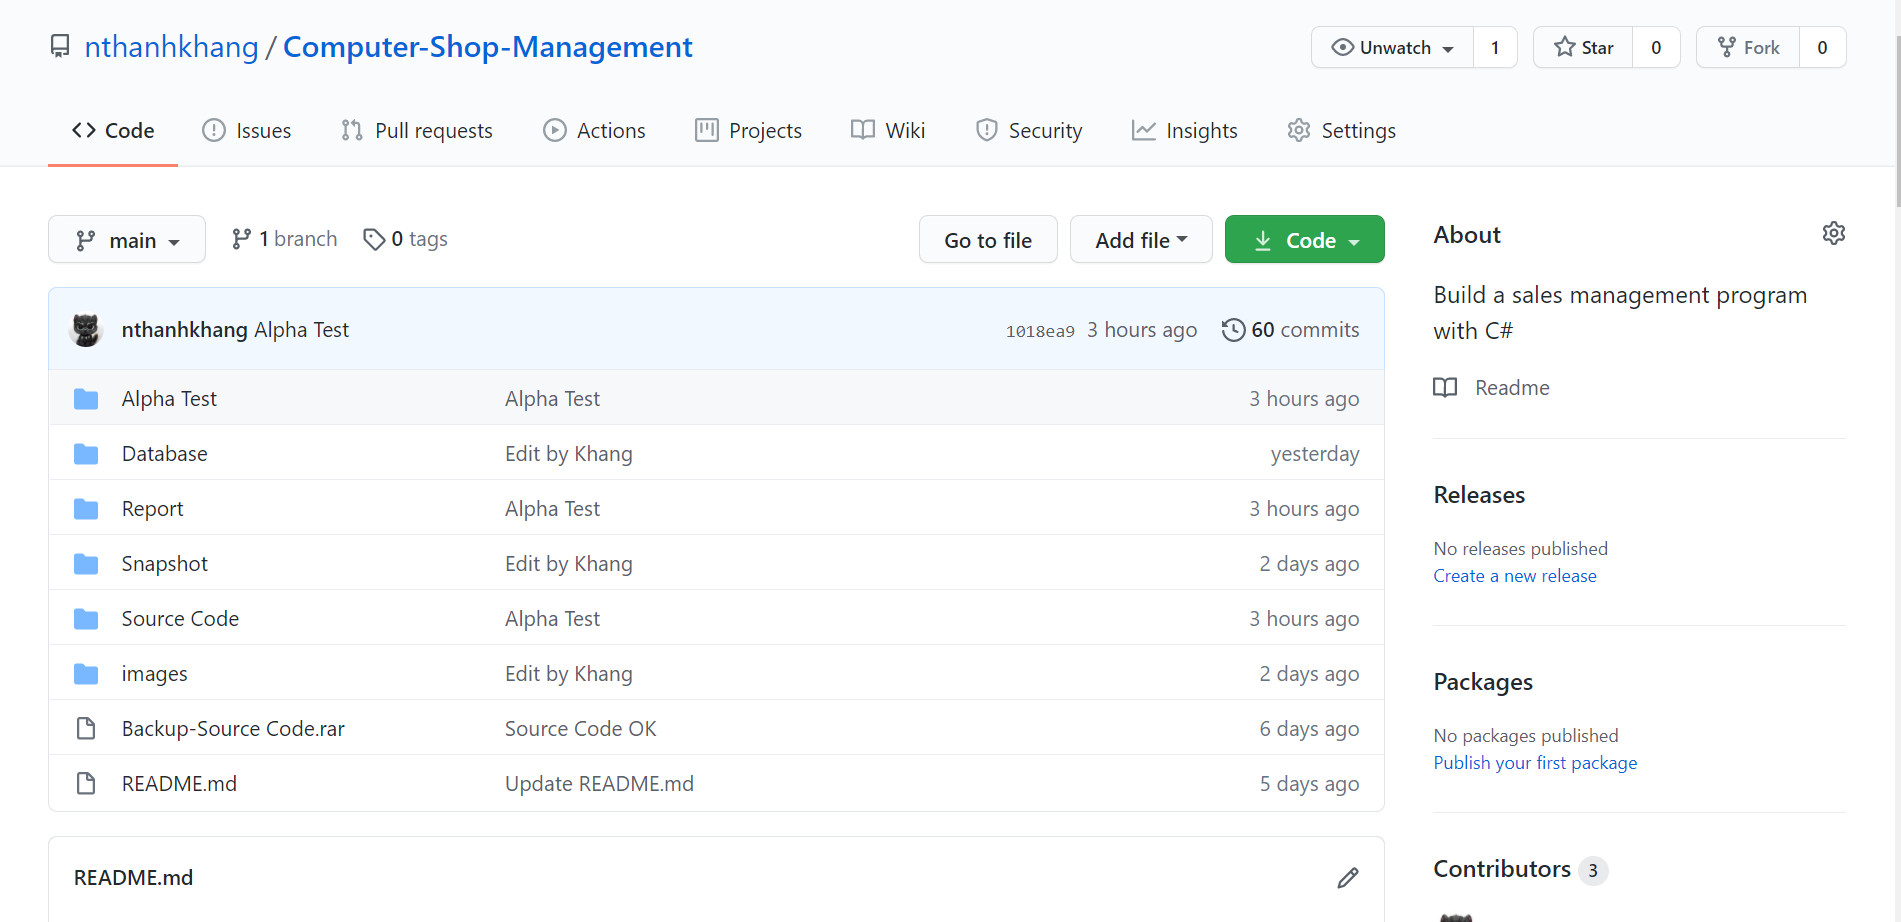 nthanhkhang / Computer-Shop-Management
Unwatch 1 Star 0 Fork 0
Code Issues Pull requests Actions Projects Wiki Security Insights Settings
main 1 branch 0 tags Go to file Add file Code
nthanhkhang Alpha Test 1018ea9 3 hours ago 60 commits
Alpha Test Alpha Test 3 hours ago
Database Edit by Khang yesterday
Report Alpha Test 3 hours ago
Snapshot Edit by Khang 2 days ago
Source Code Alpha Test 3 hours ago
images Edit by Khang 2 days ago
Backup-Source Code.rar Source Code OK 6 days ago
README.md Update README.md 5 days ago
README.md
About
Build a sales management program
with C#
Readme
Releases
No releases published
Create a new release
Packages
No packages published
Publish your first package
Contributors 3